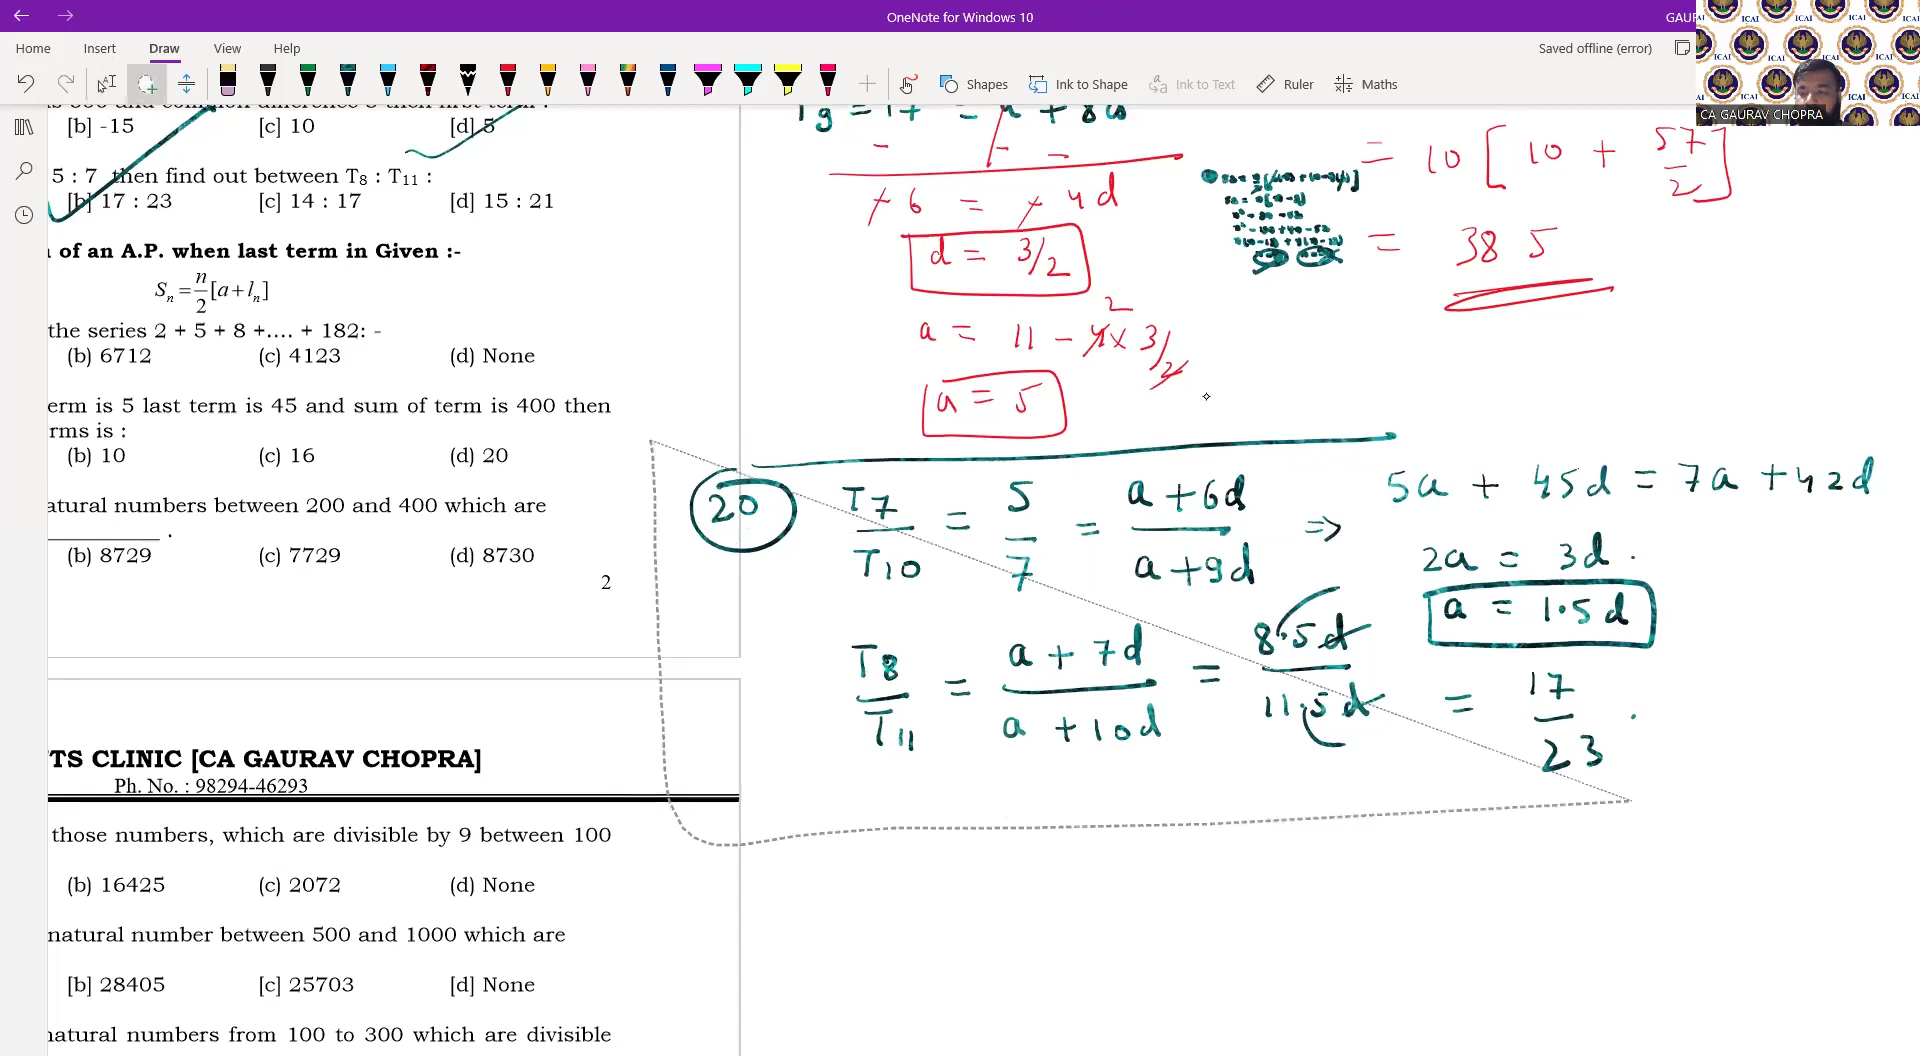 OneNote for Windows 10
Home Insert Draw View Help
Saved offline (error)
Shapes Ink to Shape Ink to Text Ruler Maths
CA GAURAV CHOPRA
[b] -15 [c] 10 [d] 5
5 : 7 then find out between T₈ : T₁₁ :
[b] 17 : 23 [c] 14 : 17 [d] 15 : 21
of an A.P. when last term in Given :-
Sₙ = n/2 [a + lₙ]
the series 2 + 5 + 8 +.... + 182: -
(b) 6712 (c) 4123 (d) None
erm is 5 last term is 45 and sum of term is 400 then
rms is :
(b) 10 (c) 16 (d) 20
atural numbers between 200 and 400 which are
____________ .
(b) 8729 (c) 7729 (d) 8730
2
TS CLINIC [CA GAURAV CHOPRA]
Ph. No. : 98294-46293
those numbers, which are divisible by 9 between 100
(b) 16425 (c) 2072 (d) None
natural number between 500 and 1000 which are
[b] 28405 [c] 25703 [d] None
natural numbers from 100 to 300 which are divisible
T9 = 17 = a + 8d
- - -
-6 = -4d
d = 3/2
a = 11 - 4 × 3/2
2
a = 5
= 10 [ 10 + 57/2 ]
= 385
20 T7/T10 = 5/7 = a+6d / a+9d ⇒ 5a + 45d = 7a + 42d
2a = 3d.
a = 1.5d
T8/T11 = a + 7d / a + 10d = 8.5d / 11.5d = 17/23.